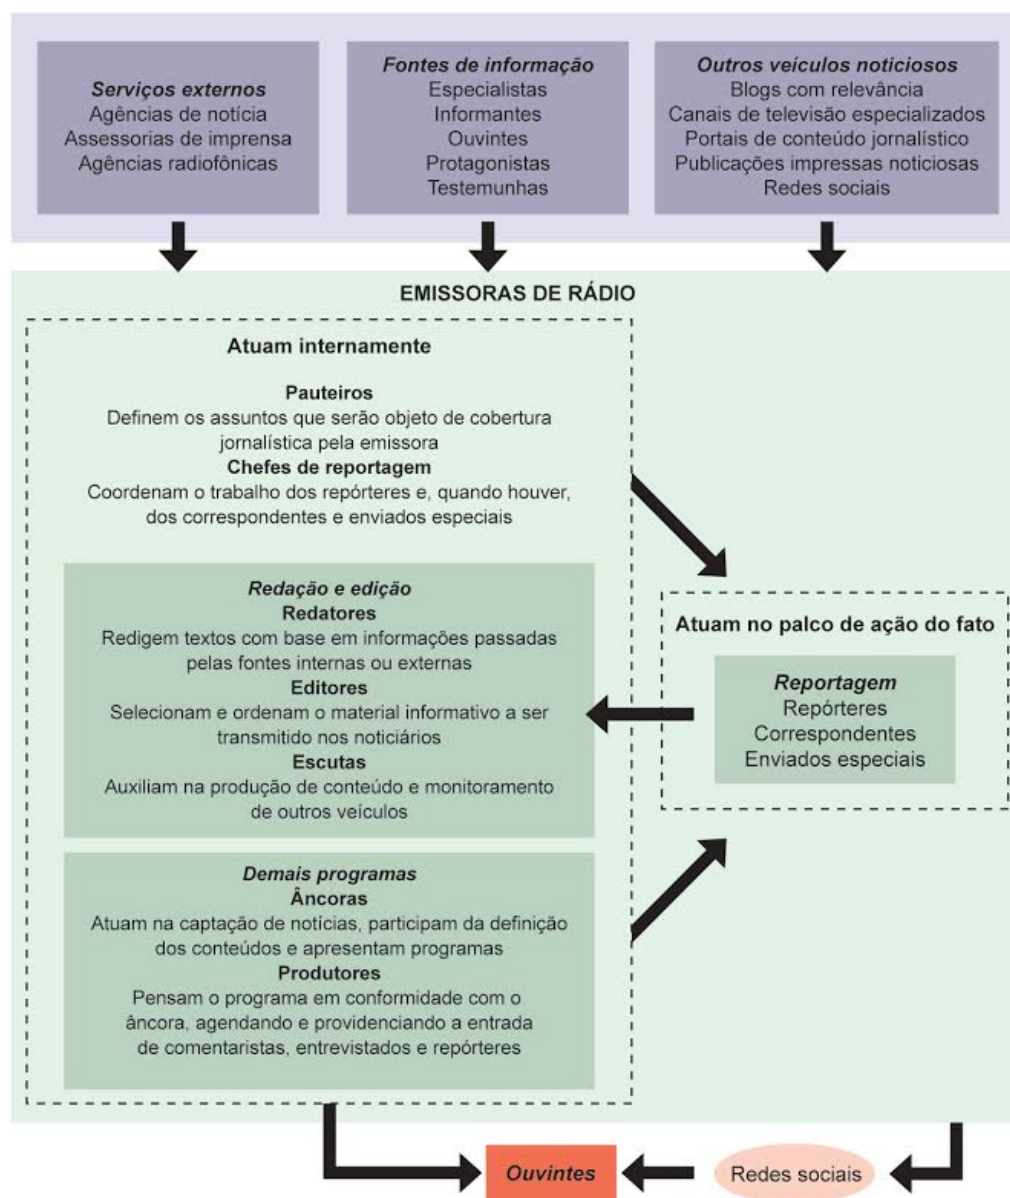 Serviços externos
Agências de notícia
Assessorias de imprensa
Agências radiofônicas
Fontes de informação
Especialistas
Informantes
Ouvintes
Protagonistas
Testemunhas
Outros veículos noticiosos
Blogs com relevância
Canais de televisão especializados
Portais de conteúdo jornalístico
Publicações impressas noticiosas
Redes sociais
EMISSORAS DE RÁDIO
Atuam internamente
Pauteiros
Definem os assuntos que serão objeto de cobertura
jornalística pela emissora
Chefes de reportagem
Coordenam o trabalho dos repórteres e, quando houver,
dos correspondentes e enviados especiais
Redação e edição
Redatores
Redigem textos com base em informações passadas
pelas fontes internas ou externas
Editores
Selecionam e ordenam o material informativo a ser
transmitido nos noticiários
Escutas
Auxiliam na produção de conteúdo e monitoramento
de outros veículos
Demais programas
Âncoras
Atuam na captação de notícias, participam da definição
dos conteúdos e apresentam programas
Produtores
Pensam o programa em conformidade com o
âncora, agendando e providenciando a entrada
de comentaristas, entrevistados e repórteres
Atuam no palco de ação do fato
Reportagem
Repórteres
Correspondentes
Enviados especiais
Ouvintes
Redes sociais